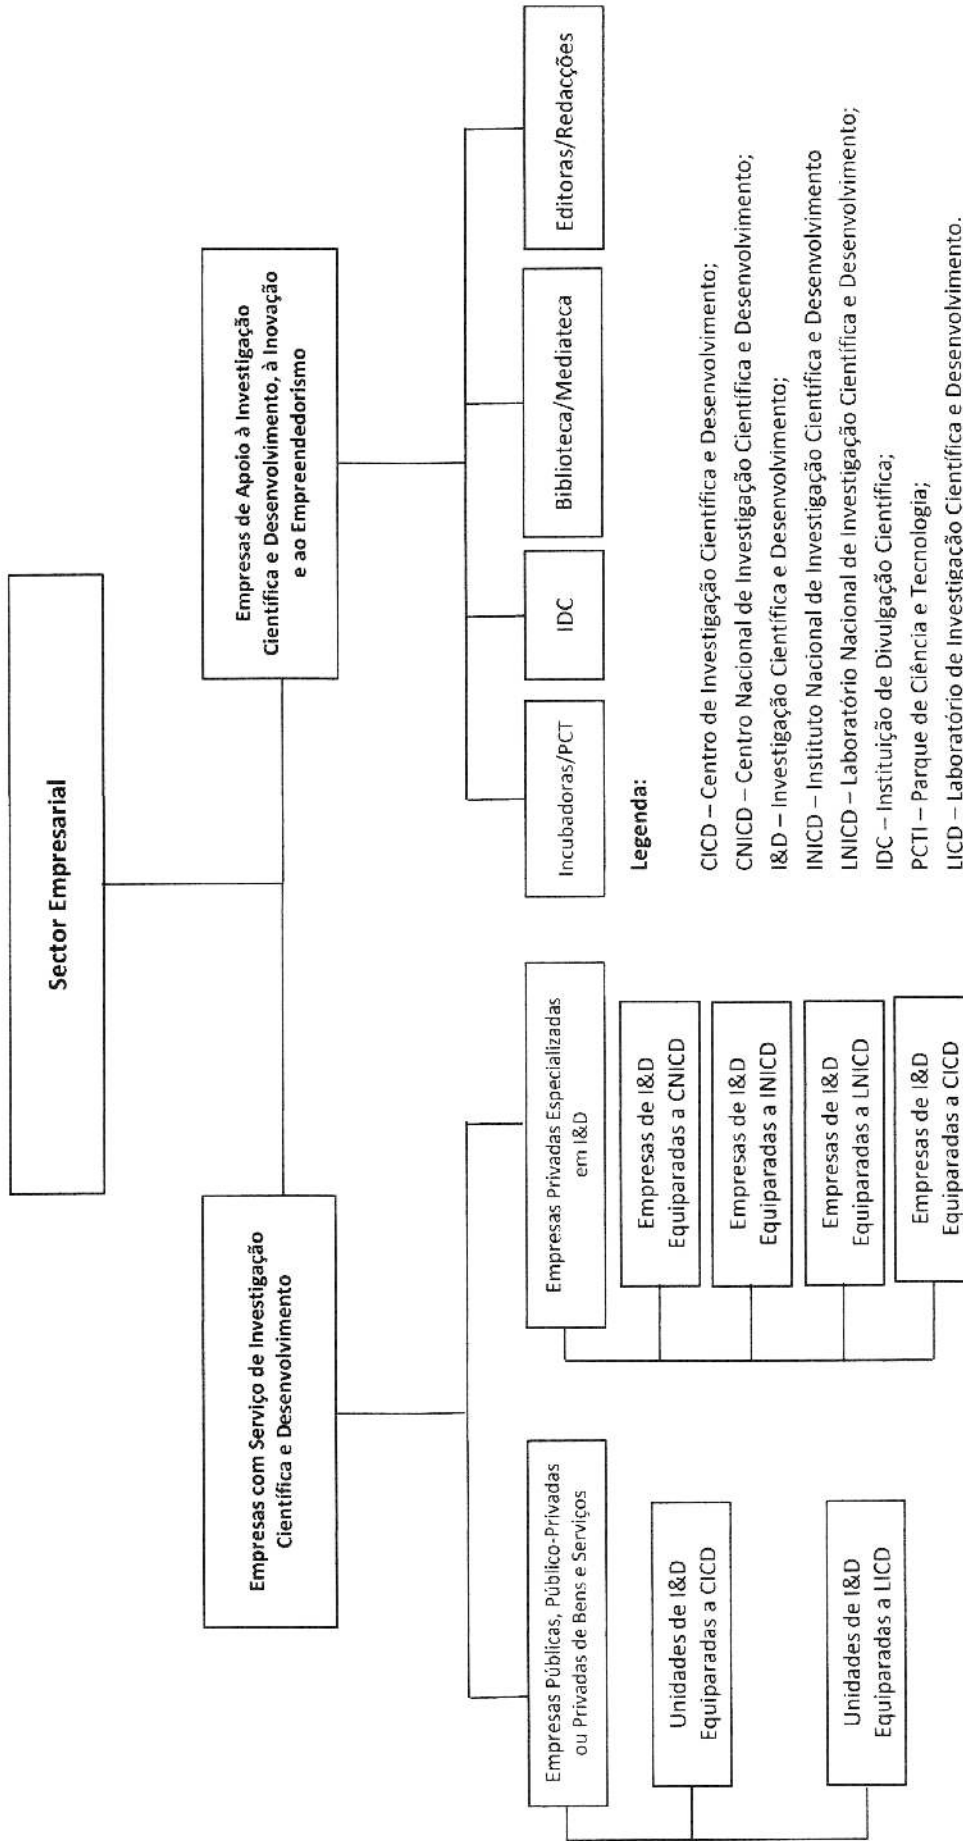 Sector Empresarial
Empresas com Serviço de Investigação
Científica e Desenvolvimento
Empresas de Apoio à Investigação
Científica e Desenvolvimento, à Inovação
e ao Empreendedorismo
Empresas Públicas, Público-Privadas
ou Privadas de Bens e Serviços
Empresas Privadas Especializadas
em I&D
Incubadoras/PCT
IDC
Biblioteca/Mediateca
Editoras/Redacções
Unidades de I&D
Equiparadas a CICD
Unidades de I&D
Equiparadas a LICD
Empresas de I&D
Equiparadas a CNICD
Empresas de I&D
Equiparadas a INICD
Empresas de I&D
Equiparadas a LNICD
Empresas de I&D
Equiparadas a CICD
Legenda:
CICD – Centro de Investigação Científica e Desenvolvimento;
CNICD – Centro Nacional de Investigação Científica e Desenvolvimento;
I&D – Investigação Científica e Desenvolvimento;
INICD – Instituto Nacional de Investigação Científica e Desenvolvimento
LNICD – Laboratório Nacional de Investigação Científica e Desenvolvimento;
IDC – Instituição de Divulgação Científica;
PCTI – Parque de Ciência e Tecnologia;
LICD – Laboratório de Investigação Científica e Desenvolvimento.